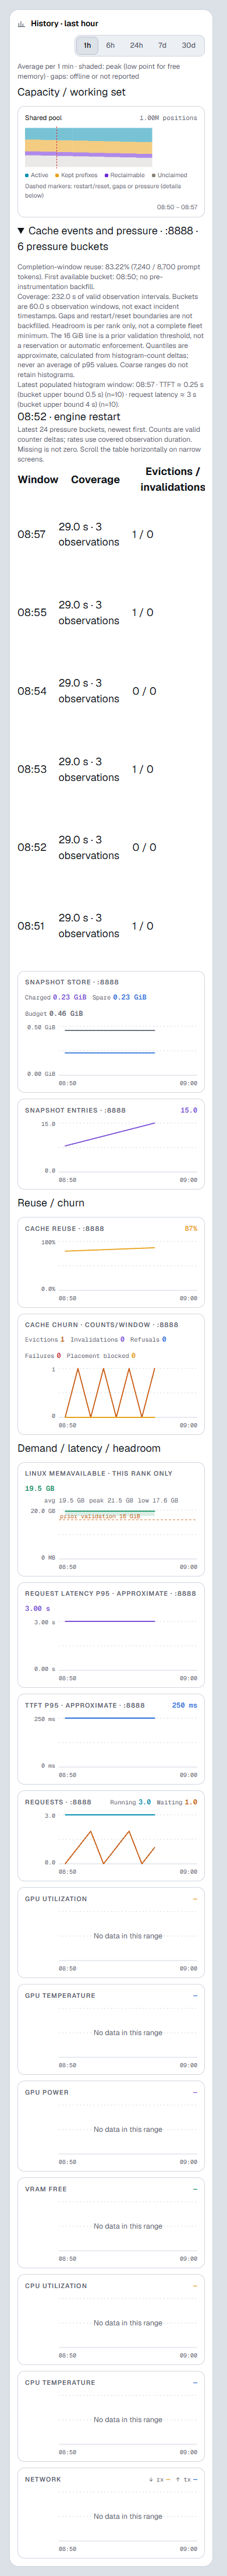 History · last hour
1h 6h 24h 7d 30d
Average per 1 min · shaded: peak (low point for free
memory) · gaps: offline or not reported
Capacity / working set
Shared pool 1.00M positions
Active Kept prefixes Reclaimable Unclaimed
Dashed markers: restart/reset, gaps or pressure (details
below)
08:50 – 08:57
▼ Cache events and pressure · :8888 ·
6 pressure buckets
Completion-window reuse: 83.22% (7,240 / 8,700 prompt
tokens). First available bucket: 08:50; no pre-
instrumentation backfill.
Coverage: 232.0 s of valid observation intervals. Buckets
are 60.0 s observation windows, not exact incident
timestamps. Gaps and restart/reset boundaries are not
backfilled. Headroom is per rank only, not a complete fleet
minimum. The 16 GiB line is a prior validation threshold, not
a reservation or automatic enforcement. Quantiles are
approximate, calculated from histogram-count deltas;
never an average of p95 values. Coarse ranges do not
retain histograms.
Latest populated histogram window: 08:57 · TTFT ≈ 0.25 s
(bucket upper bound 0.5 s) (n=10) · request latency ≈ 3 s
(bucket upper bound 4 s) (n=10).
08:52 · engine restart
Latest 24 pressure buckets, newest first. Counts are valid
counter deltas; rates use covered observation duration.
Missing is not zero. Scroll the table horizontally on narrow
screens.
Window Coverage Evictions /
invalidations
08:57 29.0 s · 3
observations 1 / 0
08:55 29.0 s · 3
observations 1 / 0
08:54 29.0 s · 3
observations 0 / 0
08:53 29.0 s · 3
observations 1 / 0
08:52 29.0 s · 3
observations 0 / 0
08:51 29.0 s · 3
observations 1 / 0
SNAPSHOT STORE · :8888
Charged 0.23 GiB Spare 0.23 GiB
Budget 0.46 GiB
0.50 GiB
0.00 GiB
08:50 09:00
SNAPSHOT ENTRIES · :8888 15.0
15.0
0.0
08:50 09:00
Reuse / churn
CACHE REUSE · :8888 87%
100%
0.0%
08:50 09:00
CACHE CHURN · COUNTS/WINDOW · :8888
Evictions 1 Invalidations 0 Refusals 0
Failures 0 Placement blocked 0
1
0
08:50 09:00
Demand / latency / headroom
LINUX MEMAVAILABLE · THIS RANK ONLY
19.5 GB
avg 19.5 GB peak 21.5 GB low 17.6 GB
20.0 GB
prior validation 16 GiB
0 MB
08:50 09:00
REQUEST LATENCY P95 · APPROXIMATE · :8888
3.00 s
3.00 s
0.00 s
08:50 09:00
TTFT P95 · APPROXIMATE · :8888 250 ms
250 ms
0 ms
08:50 09:00
REQUESTS · :8888 Running 3.0 Waiting 1.0
3.0
0.0
08:50 09:00
GPU UTILIZATION –
No data in this range
08:50 09:00
GPU TEMPERATURE –
No data in this range
08:50 09:00
GPU POWER –
No data in this range
08:50 09:00
VRAM FREE –
No data in this range
08:50 09:00
CPU UTILIZATION –
No data in this range
08:50 09:00
CPU TEMPERATURE –
No data in this range
08:50 09:00
NETWORK ↓ rx – ↑ tx –
No data in this range
08:50 09:00